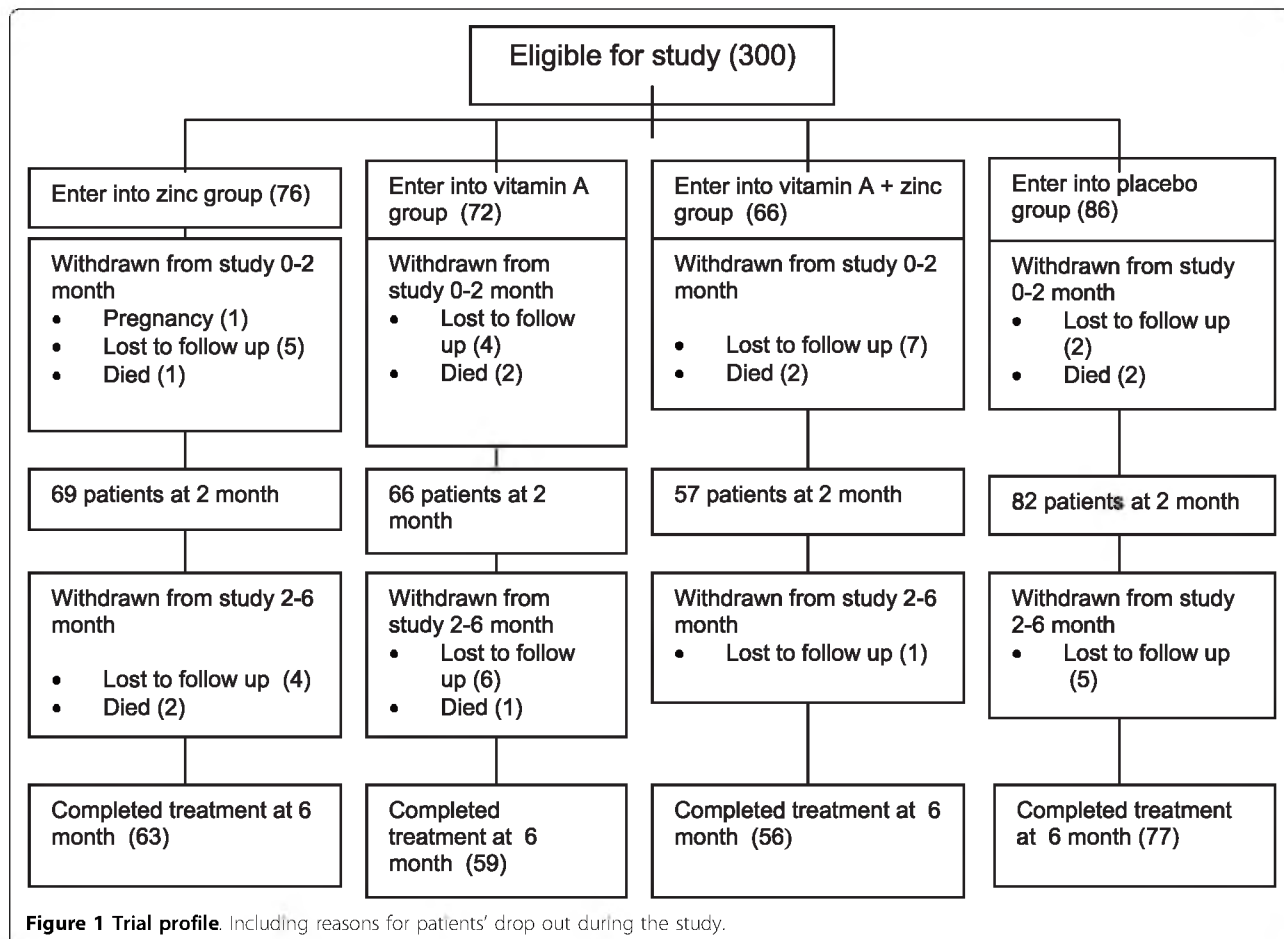 Eligible for study (300)
Enter into zinc group (76)
Withdrawn from study 0-2
month
• Pregnancy (1)
• Lost to follow up (5)
• Died (1)
69 patients at 2 month
Withdrawn from study 2-6
month
• Lost to follow up (4)
• Died (2)
Completed treatment at 6
month (63)
Enter into vitamin A
group (72)
Withdrawn from
study 0-2 month
• Lost to follow
up (4)
• Died (2)
66 patients at 2
month
Withdrawn from
study 2-6 month
• Lost to follow
up (6)
• Died (1)
Completed
treatment at 6
month (59)
Enter into vitamin A + zinc
group (66)
Withdrawn from study 0-2
month
• Lost to follow up (7)
• Died (2)
57 patients at 2 month
Withdrawn from study 2-6
month
• Lost to follow up (1)
Completed treatment at 6
month (56)
Enter into placebo
group (86)
Withdrawn from study
0-2 month
• Lost to follow up
(2)
• Died (2)
82 patients at 2 month
Withdrawn from study
2-6 month
• Lost to follow up
(5)
Completed treatment
at 6 month (77)
Figure 1 Trial profile. Including reasons for patients' drop out during the study.